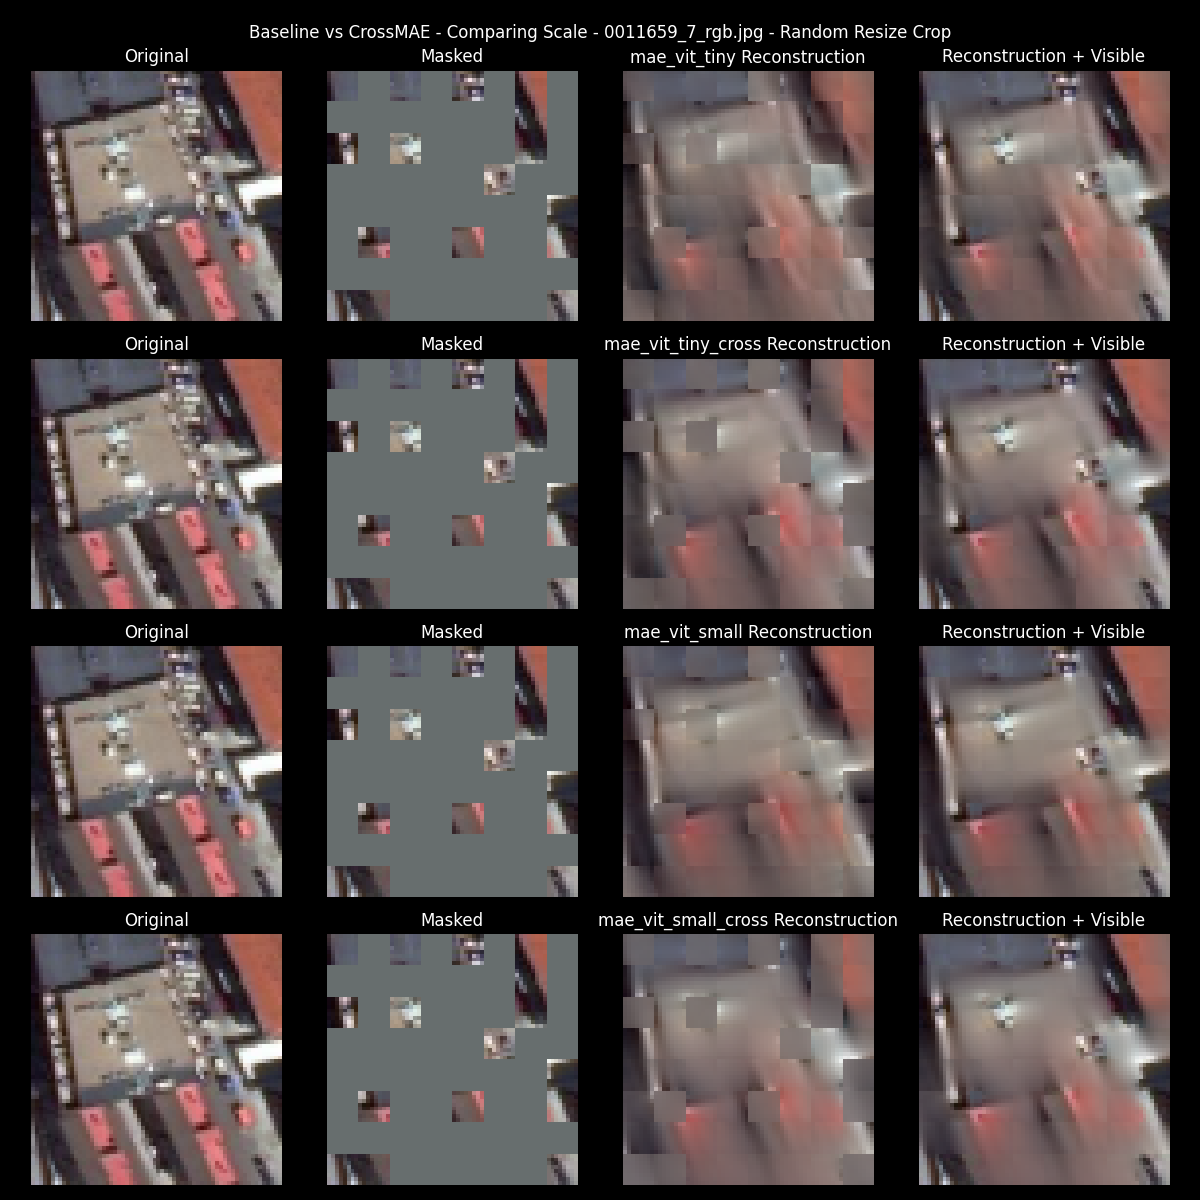 Baseline vs CrossMAE - Comparing Scale - 0011659_7_rgb.jpg - Random Resize Crop
Original Masked mae_vit_tiny Reconstruction Reconstruction + Visible
Original Masked mae_vit_tiny_cross Reconstruction Reconstruction + Visible
Original Masked mae_vit_small Reconstruction Reconstruction + Visible
Original Masked mae_vit_small_cross Reconstruction Reconstruction + Visible